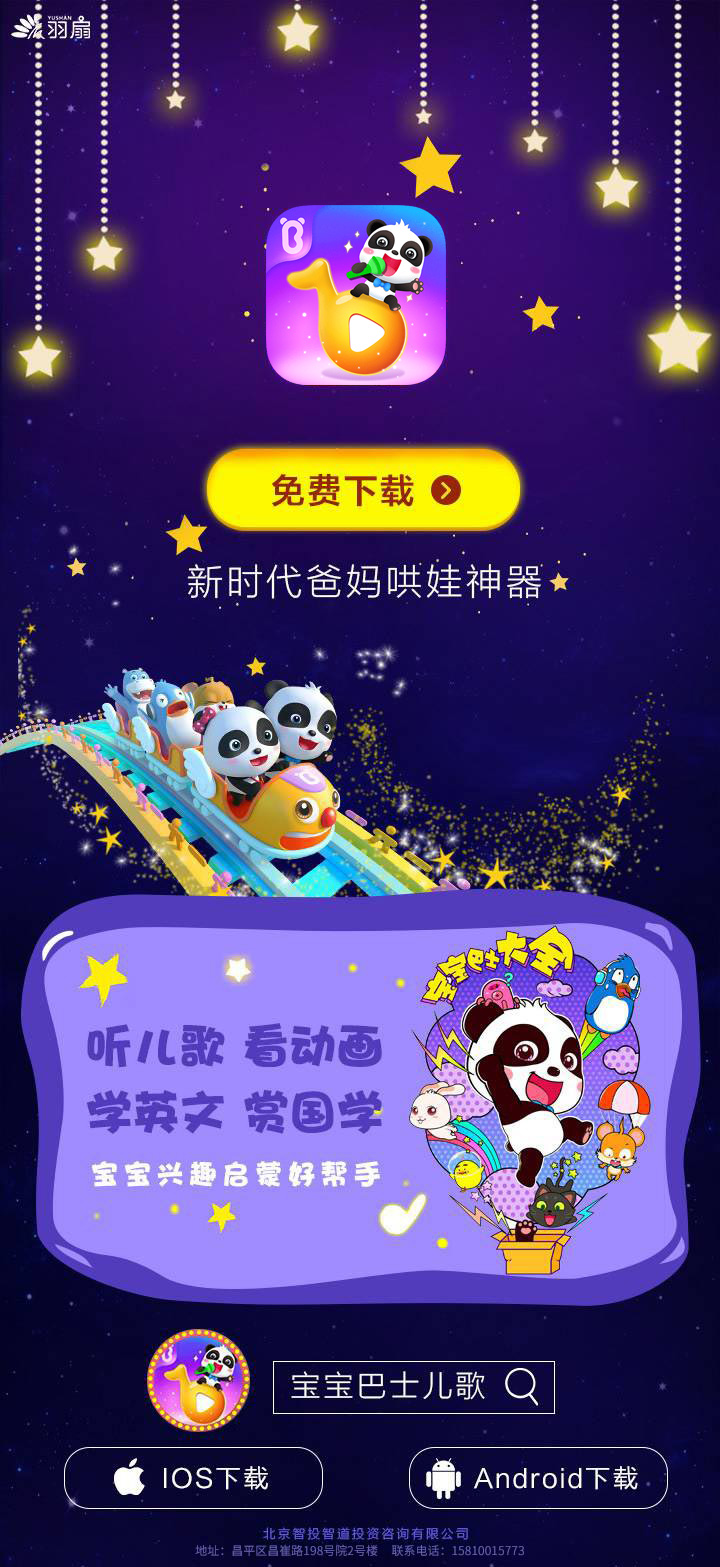 YUSHAN
羽扇
免费下载
新时代爸妈哄娃神器
宝宝巴士大全
听儿歌 看动画
学英文 赏国学
宝宝兴趣启蒙好帮手
宝宝巴士儿歌
IOS下载
Android下载
北京智投智道投资咨询有限公司
地址：昌平区昌崔路198号院2号楼 联系电话：15810015773